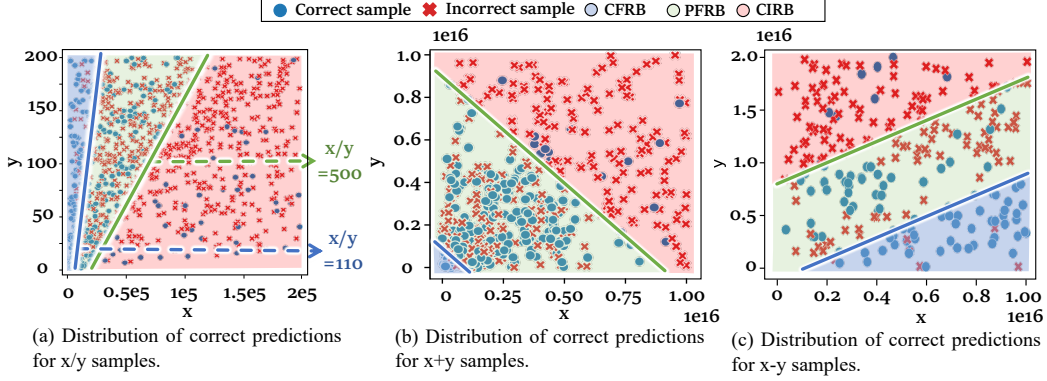 Correct sample Incorrect sample CFRB PFRB CIRB
200
150
100
50
0
y
0 0.5e5 1e5 1.5e5 2e5
x
x/y
=500
x/y
=110
1e16
1.0
0.8
0.6
0.4
0.2
0
y
0 0.25 0.50 0.75 1.00
x 1e16
1e16
2.0
1.6
1.0
0.5
0
y
0 0.2 0.4 0.6 0.8 1.00
x 1e16
(a) Distribution of correct predictions
for x/y samples.
(b) Distribution of correct predictions
for x+y samples.
(c) Distribution of correct predictions
for x-y samples.